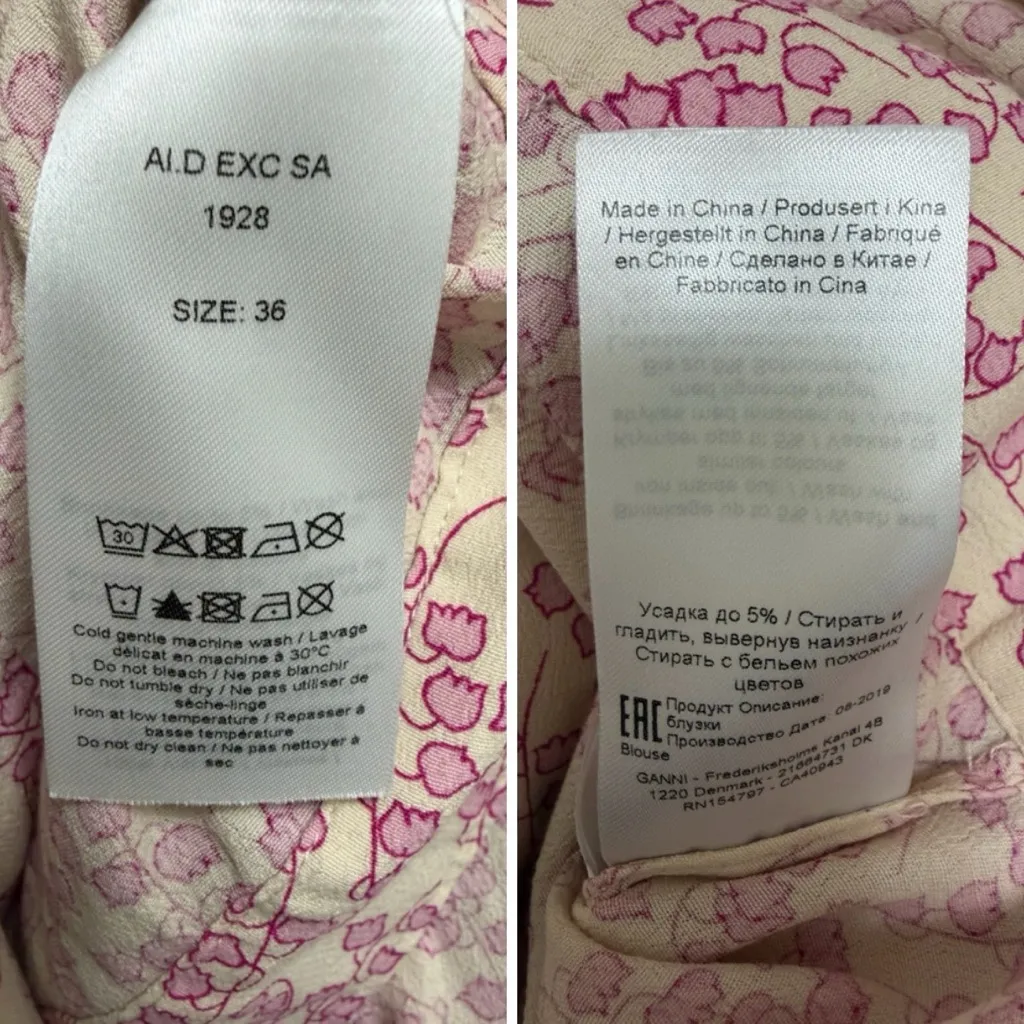 AI.D EXC SA
1928
SIZE: 36
30
Cold gentle machine wash / Lavage
délicat en machine à 30°C
Do not bleach / Ne pas blanchir
Do not tumble dry / Ne pas utiliser de
sèche-linge
Iron at low temperature / Repasser à
basse température
Do not dry clean / Ne pas nettoyer à
sec
Made in China / Produsert i Kina
/ Hergestellt in China / Fabriqué
en Chine / Сделано в Китае /
Fabbricato in Cina
Усадка до 5% / Стирать и
гладить, вывернув наизнанку /
Стирать с бельем похожих
цветов
EAC Продукт Описание:
блузки
Производство Дата: 08-2019
Blouse
GANNI - Frederiksholms Kanal 4B
1220 Denmark - 21664731 DK
RN154797 - CA40943